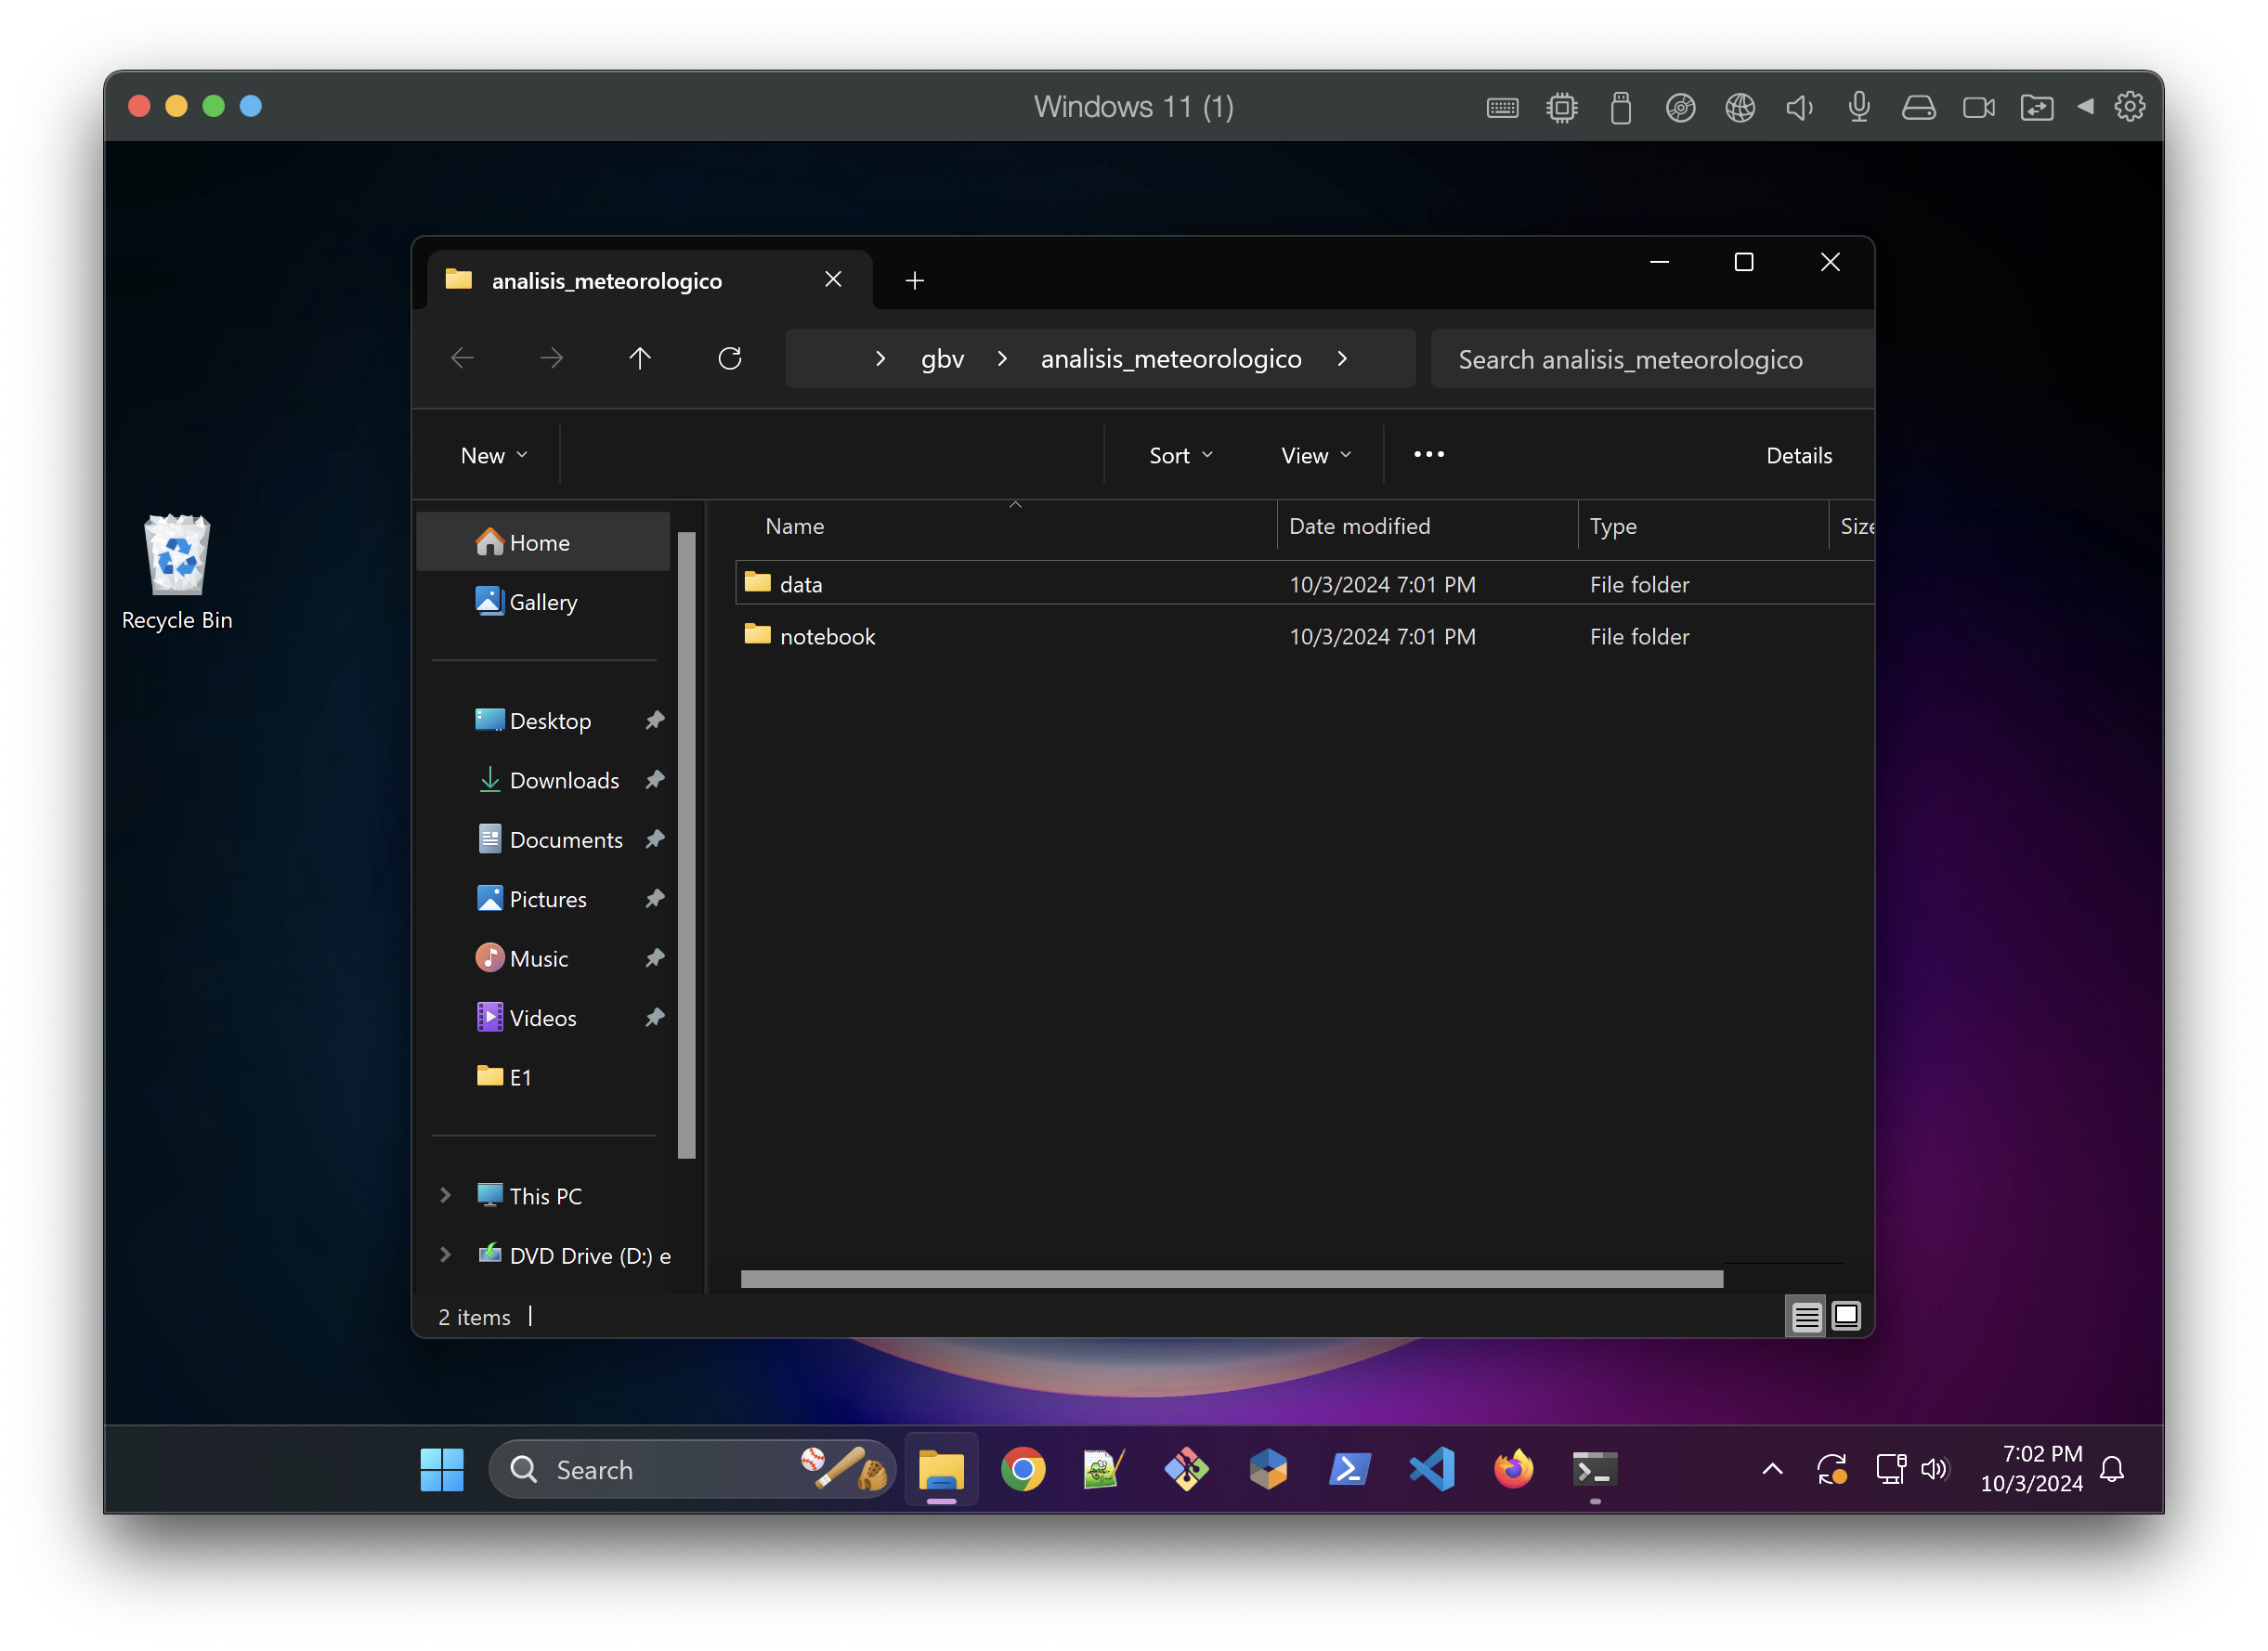 Windows 11 (1)
Recycle Bin
analisis_meteorologico
gbv
analisis_meteorologico
Search analisis_meteorologico
New
Sort
View
Details
Name
Date modified
Type
Size
data
10/3/2024 7:01 PM
File folder
notebook
10/3/2024 7:01 PM
File folder
Home
Gallery
Desktop
Downloads
Documents
Pictures
Music
Videos
E1
This PC
DVD Drive (D:) e
2 items
Search
7:02 PM
10/3/2024